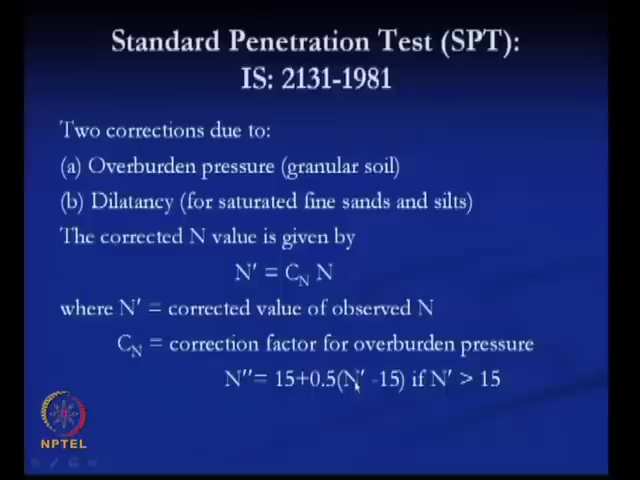 Standard Penetration Test (SPT):
IS: 2131-1981
Two corrections due to:
(a) Overburden pressure (granular soil)
(b) Dilatancy (for saturated fine sands and silts)
The corrected N value is given by
N′ = C_N N
where N′ = corrected value of observed N
C_N = correction factor for overburden pressure
N′′= 15+0.5(N′ -15) if N′ > 15
NPTEL